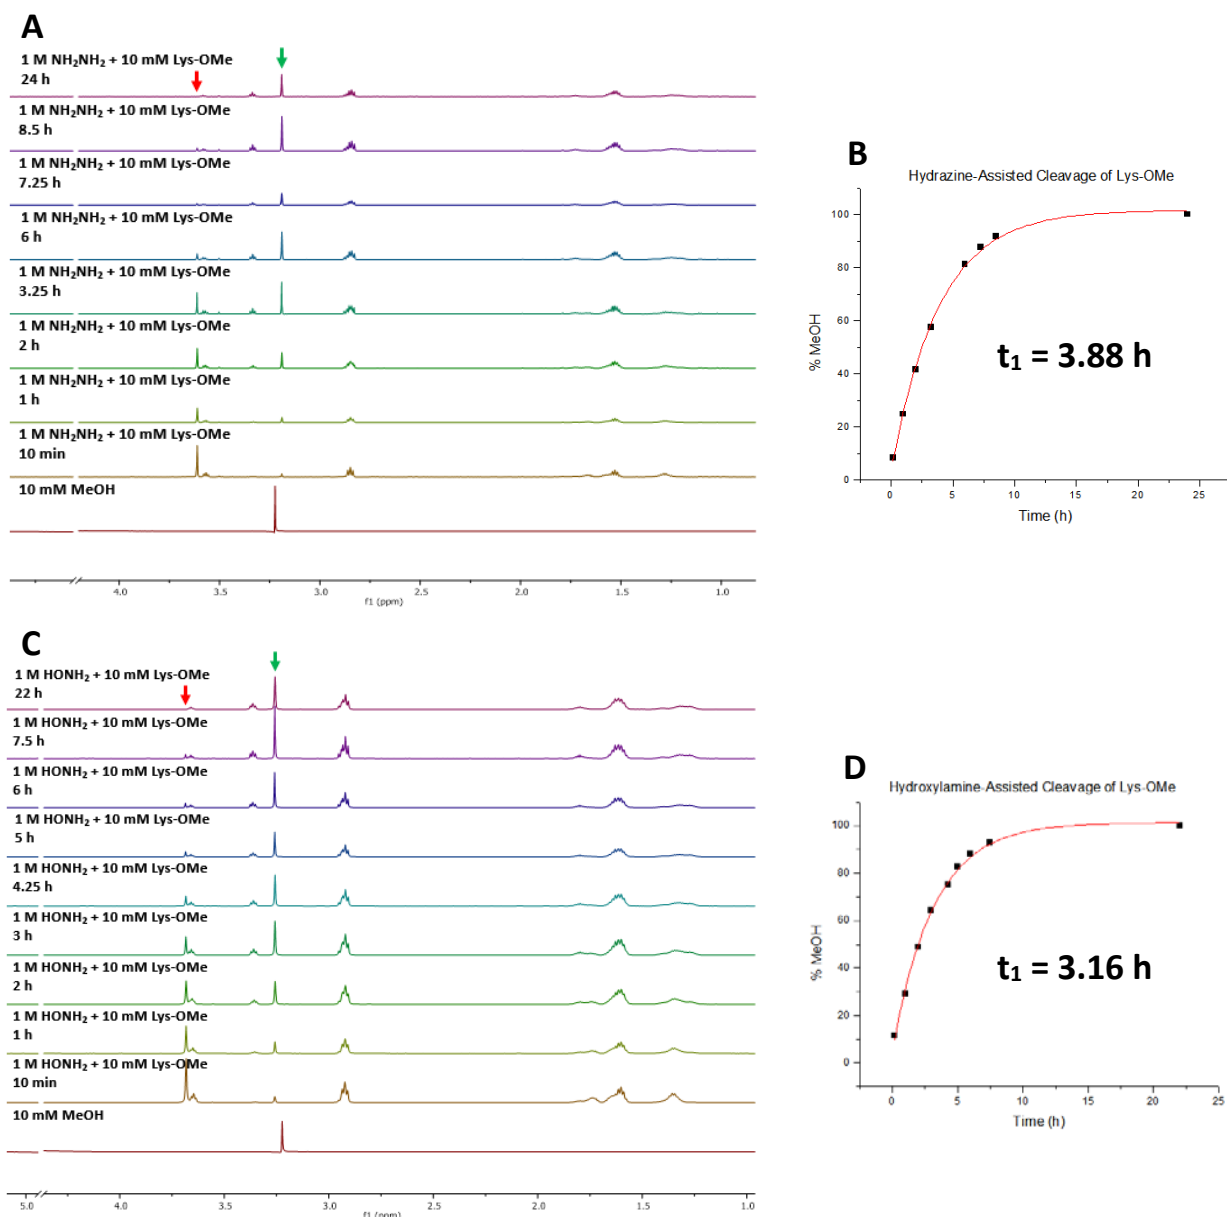 A
1 M NH₂NH₂ + 10 mM Lys-OMe
24 h
1 M NH₂NH₂ + 10 mM Lys-OMe
8.5 h
1 M NH₂NH₂ + 10 mM Lys-OMe
7.25 h
1 M NH₂NH₂ + 10 mM Lys-OMe
6 h
1 M NH₂NH₂ + 10 mM Lys-OMe
3.25 h
1 M NH₂NH₂ + 10 mM Lys-OMe
2 h
1 M NH₂NH₂ + 10 mM Lys-OMe
1 h
1 M NH₂NH₂ + 10 mM Lys-OMe
10 min
10 mM MeOH
4.0 3.5 3.0 2.5 2.0 1.5 1.0
f1 (ppm)
B
Hydrazine-Assisted Cleavage of Lys-OMe
100
80
60
40
20
0
% MeOH
t₁ = 3.88 h
0 5 10 15 20 25
Time (h)
C
1 M HONH₂ + 10 mM Lys-OMe
22 h
1 M HONH₂ + 10 mM Lys-OMe
7.5 h
1 M HONH₂ + 10 mM Lys-OMe
6 h
1 M HONH₂ + 10 mM Lys-OMe
5 h
1 M HONH₂ + 10 mM Lys-OMe
4.25 h
1 M HONH₂ + 10 mM Lys-OMe
3 h
1 M HONH₂ + 10 mM Lys-OMe
2 h
1 M HONH₂ + 10 mM Lys-OMe
1 h
1 M HONH₂ + 10 mM Lys-OMe
10 min
10 mM MeOH
5.0 4.0 3.5 3.0 2.5 2.0 1.5 1.0
f1 (ppm)
D
Hydroxylamine-Assisted Cleavage of Lys-OMe
100
80
60
40
20
0
% MeOH
t₁ = 3.16 h
0 5 10 15 20 25
Time (h)